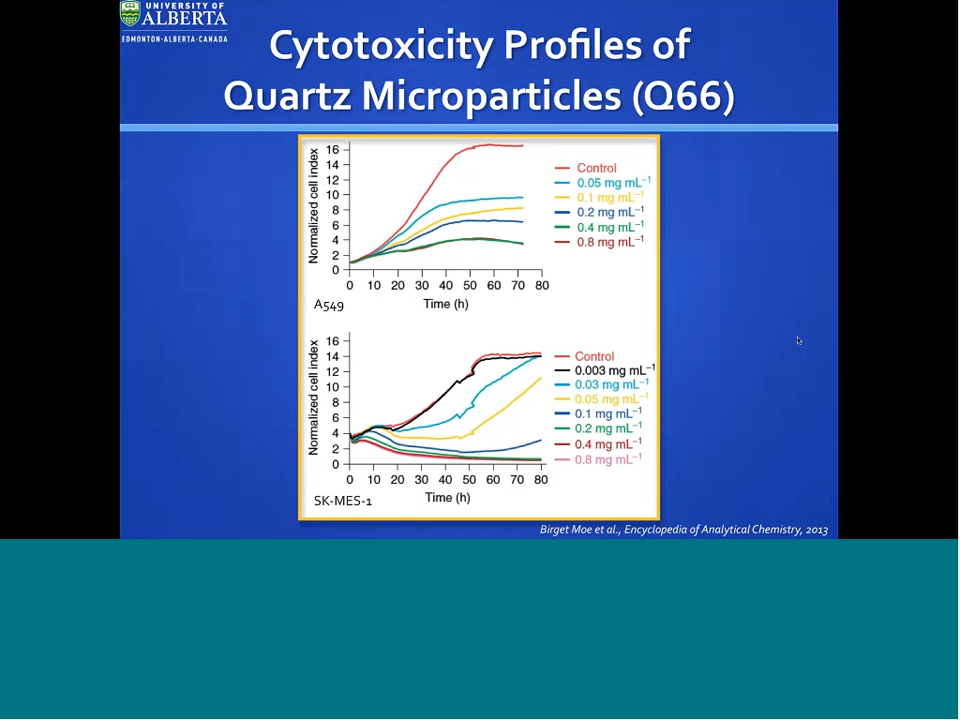 UNIVERSITY OF
ALBERTA
EDMONTON·ALBERTA·CANADA
Cytotoxicity Profiles of
Quartz Microparticles (Q66)
Normalized cell index
16
14
12
10
8
6
4
2
0
0 10 20 30 40 50 60 70 80
Time (h)
A549
Control
0.05 mg mL⁻¹
0.1 mg mL⁻¹
0.2 mg mL⁻¹
0.4 mg mL⁻¹
0.8 mg mL⁻¹
Normalized cell index
16
14
12
10
8
6
4
2
0
0 10 20 30 40 50 60 70 80
Time (h)
SK-MES-1
Control
0.003 mg mL⁻¹
0.03 mg mL⁻¹
0.05 mg mL⁻¹
0.1 mg mL⁻¹
0.2 mg mL⁻¹
0.4 mg mL⁻¹
0.8 mg mL⁻¹
Birget Moe et al., Encyclopedia of Analytical Chemistry, 2013